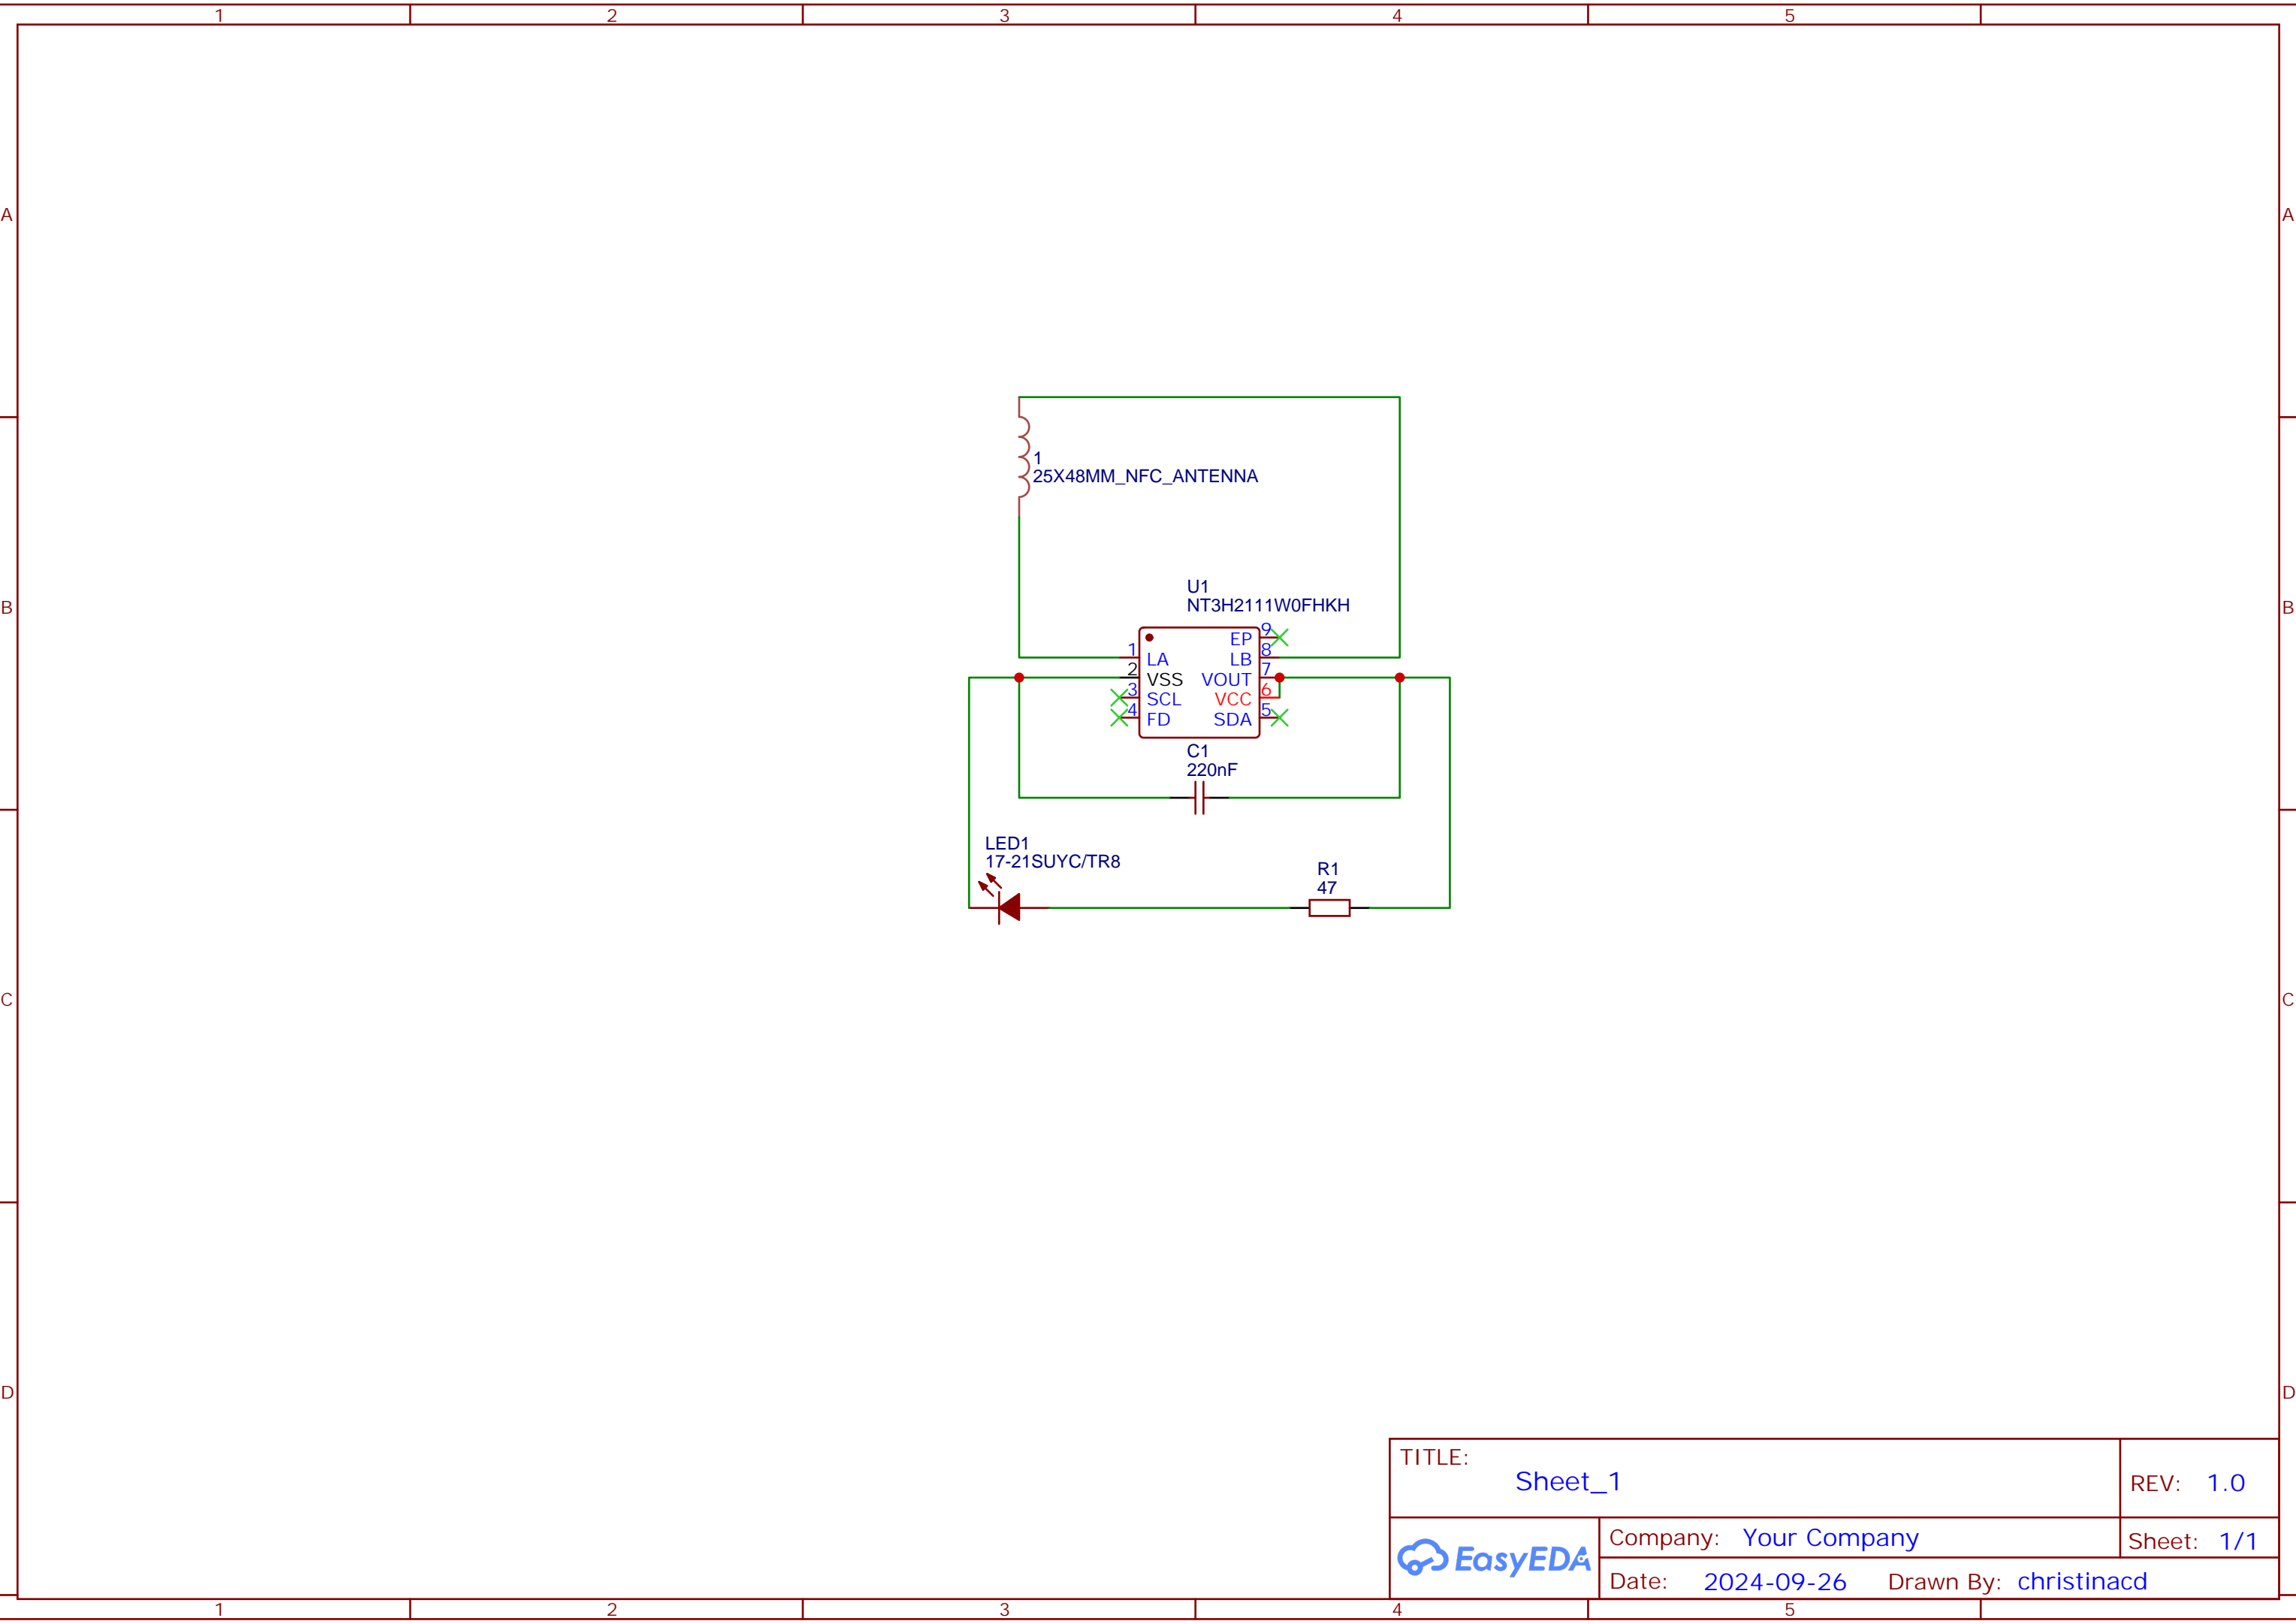 1 2 3 4 5
A A
1
25X48MM_NFC_ANTENNA
B B
U1
NT3H2111W0FHKH
EP 9
1 LA LB 8
2 VSS VOUT 7
3 SCL VCC 6
4 FD SDA 5
C1
220nF
LED1
17-21SUYC/TR8
R1
47
C C
D D
TITLE:
Sheet_1
REV: 1.0
EasyEDA
Company: Your Company
Sheet: 1/1
Date: 2024-09-26 Drawn By: christinacd
1 2 3 4 5